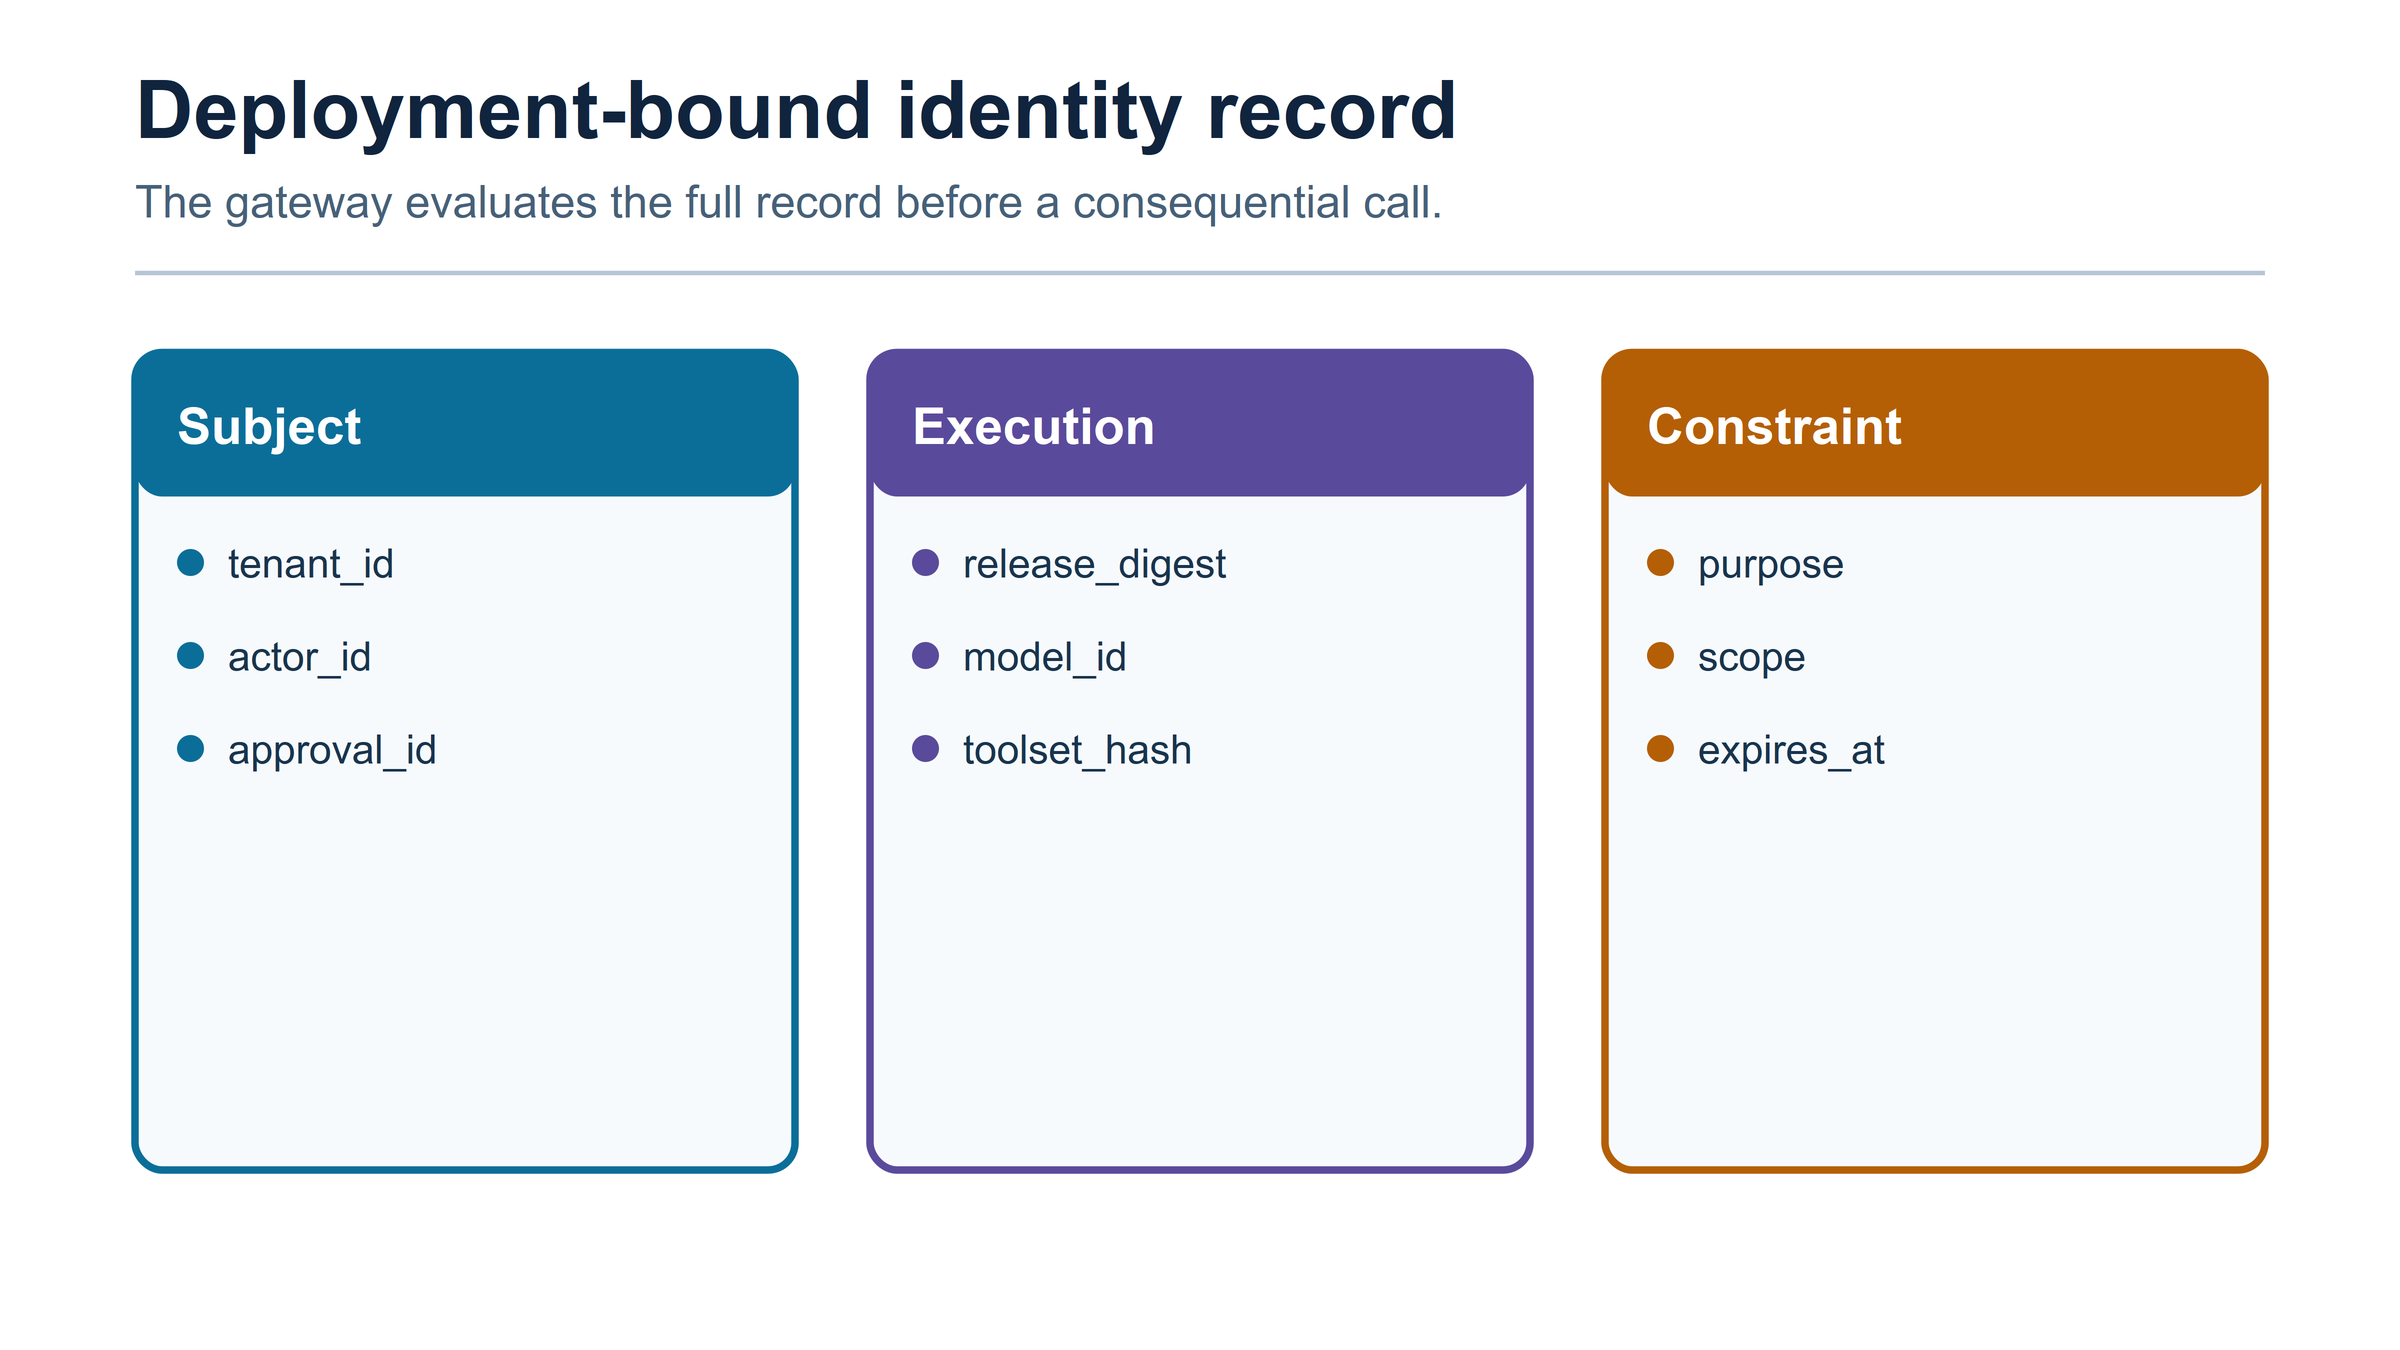 Deployment-bound identity record
The gateway evaluates the full record before a consequential call.
Subject
tenant_id
actor_id
approval_id
Execution
release_digest
model_id
toolset_hash
Constraint
purpose
scope
expires_at